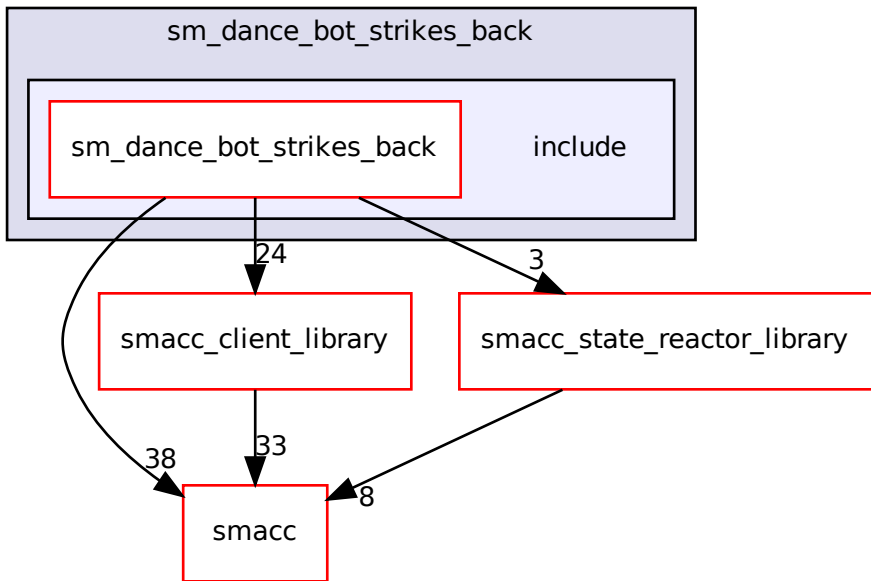 sm_dance_bot_strikes_back
sm_dance_bot_strikes_back
include
24
3
smacc_client_library
smacc_state_reactor_library
38
33
8
smacc